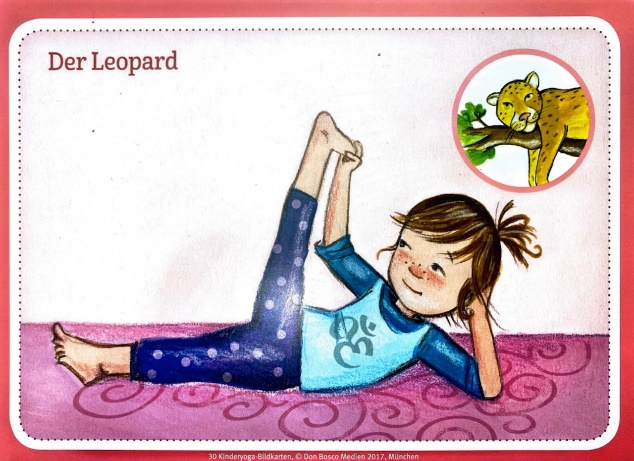 Der Leopard
30 Kinderyoga-Bildkarten, © Don Bosco Medien 2017, München